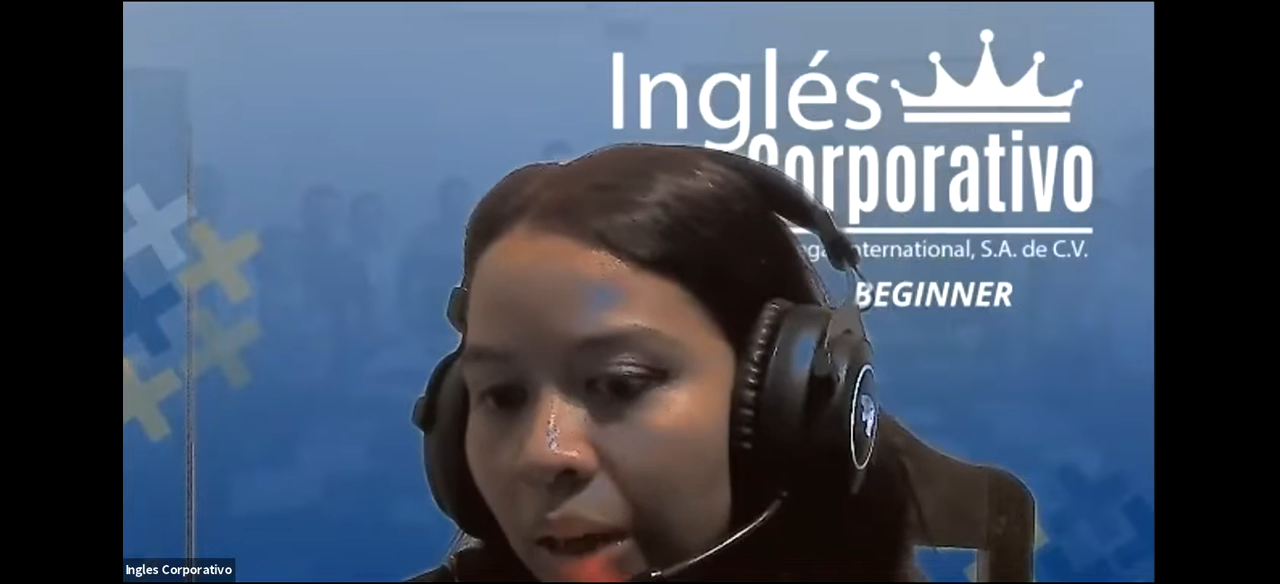 Inglés
Corporativo
International, S.A. de C.V.
BEGINNER
Ingles Corporativo